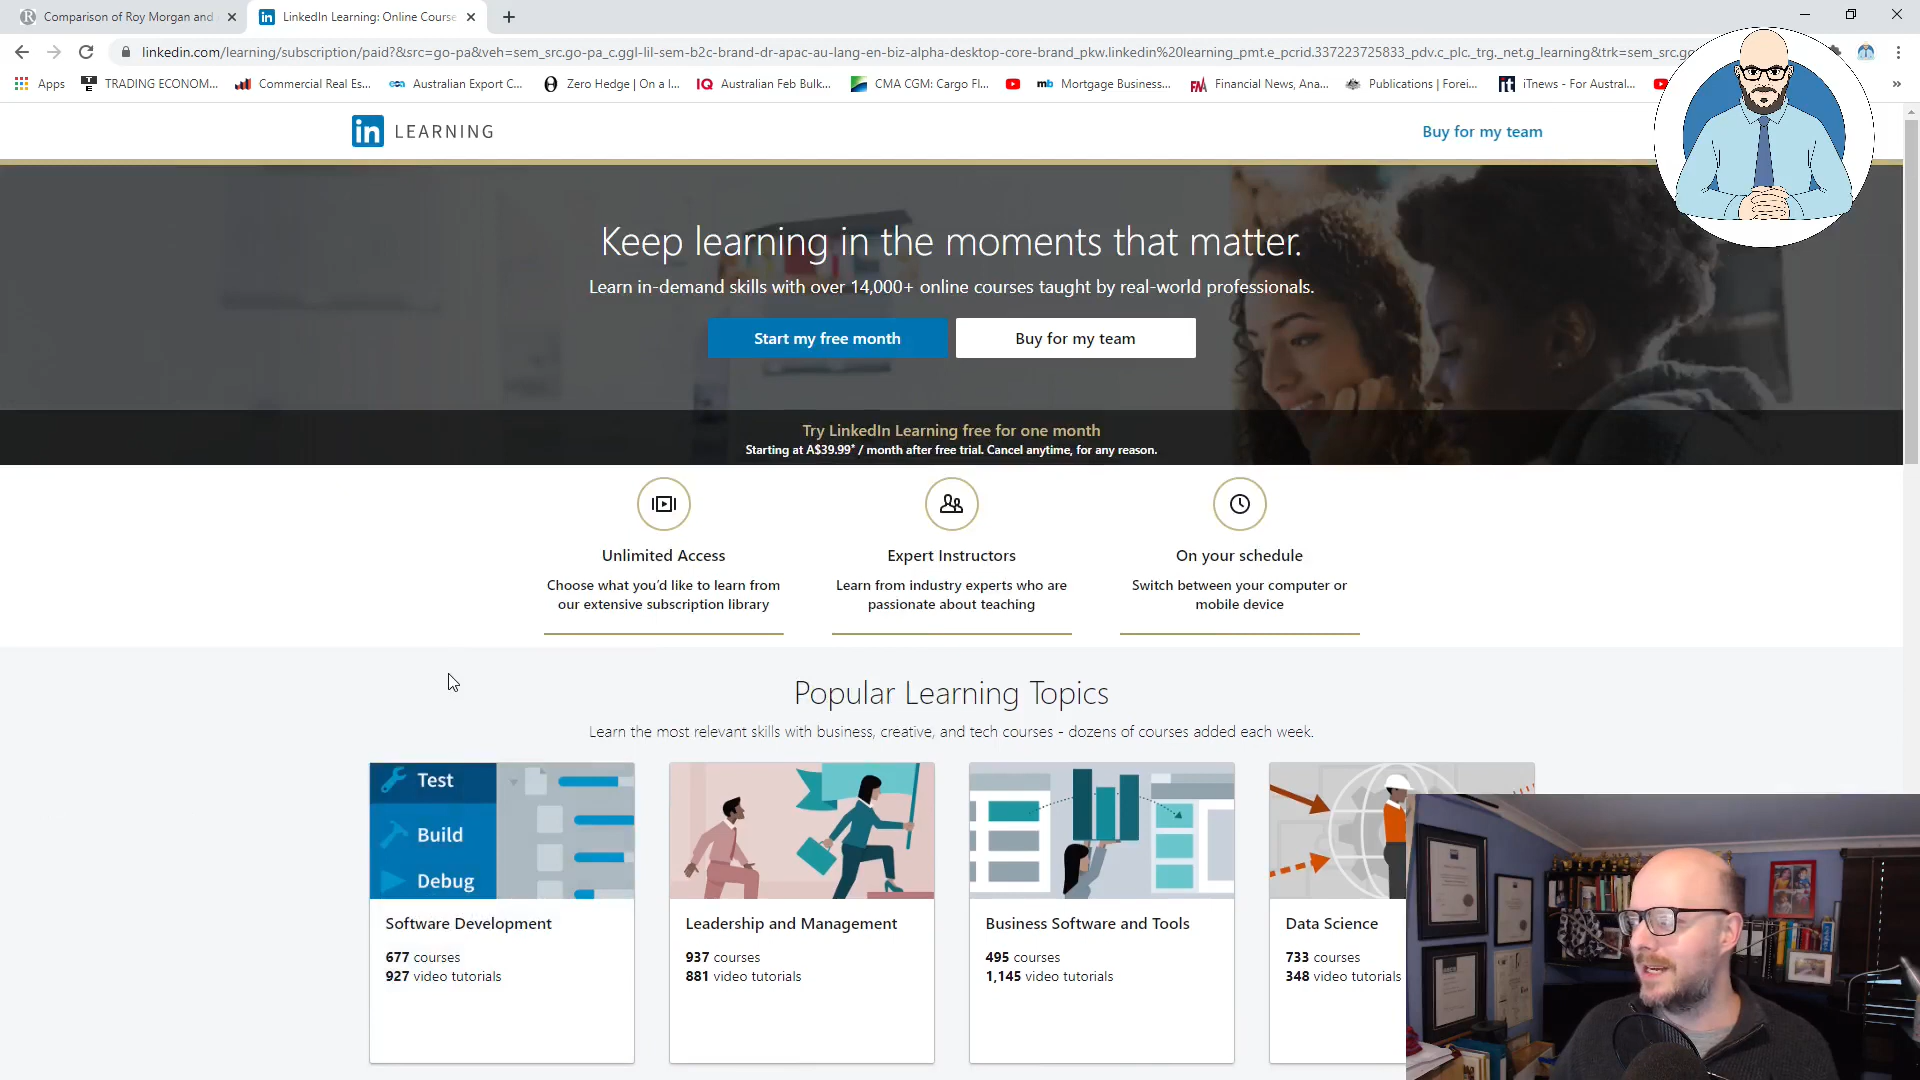 Comparison of Roy Morgan and
LinkedIn Learning: Online Course
linkedin.com/learning/subscription/paid?&src=go-pa&veh=sem_src.go-pa_c.ggl-lil-sem-b2c-brand-dr-apac-au-lang-en-biz-alpha-desktop-core-brand_pkw.linkedin%20learning_pmt.e_pcrid.337223725833_pdv.c_plc._trg._net.g_learning&trk=sem_src.go
Apps
TRADING ECONOM...
Commercial Real Es...
Australian Export C...
Zero Hedge | On a l...
IQ
Australian Feb Bulk...
CMA CGM: Cargo Fl...
mb
Mortgage Business...
FM
Financial News, Ana...
Publications | Forei...
it
iTnews - For Austral...
in LEARNING
Buy for my team
Keep learning in the moments that matter.
Learn in-demand skills with over 14,000+ online courses taught by real-world professionals.
Start my free month
Buy for my team
Try LinkedIn Learning free for one month
Starting at A$39.99* / month after free trial. Cancel anytime, for any reason.
Unlimited Access
Choose what you'd like to learn from
our extensive subscription library
Expert Instructors
Learn from industry experts who are
passionate about teaching
On your schedule
Switch between your computer or
mobile device
Popular Learning Topics
Learn the most relevant skills with business, creative, and tech courses - dozens of courses added each week.
Test
Build
Debug
Software Development
677 courses
927 video tutorials
Leadership and Management
937 courses
881 video tutorials
Business Software and Tools
495 courses
1,145 video tutorials
Data Science
733 courses
348 video tutorials